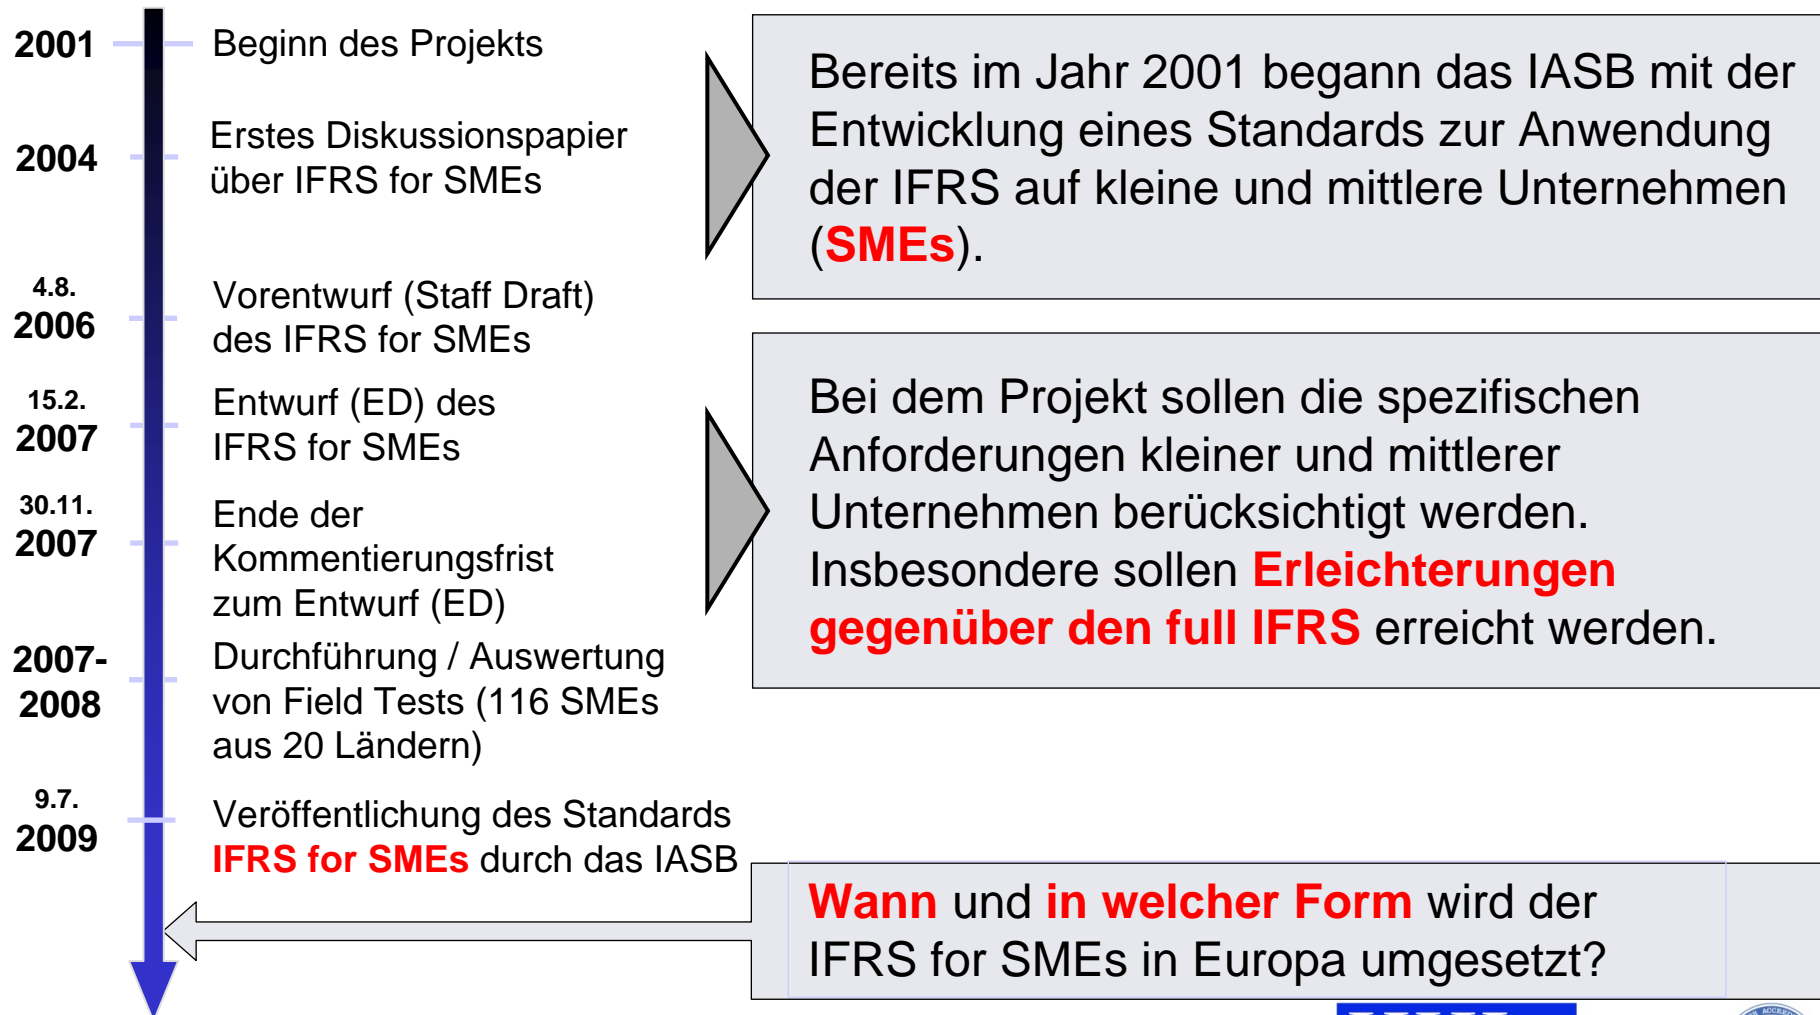 2001
Beginn des Projekts
2004
Erstes Diskussionspapier
über IFRS for SMEs
4.8.
2006
Vorentwurf (Staff Draft)
des IFRS for SMEs
15.2.
2007
Entwurf (ED) des
IFRS for SMEs
30.11.
2007
Ende der
Kommentierungsfrist
zum Entwurf (ED)
2007-
2008
Durchführung / Auswertung
von Field Tests (116 SMEs
aus 20 Ländern)
9.7.
2009
Veröffentlichung des Standards
IFRS for SMEs durch das IASB
Bereits im Jahr 2001 begann das IASB mit der
Entwicklung eines Standards zur Anwendung
der IFRS auf kleine und mittlere Unternehmen
(SMEs).
Bei dem Projekt sollen die spezifischen
Anforderungen kleiner und mittlerer
Unternehmen berücksichtigt werden.
Insbesondere sollen Erleichterungen
gegenüber den full IFRS erreicht werden.
Wann und in welcher Form wird der
IFRS for SMEs in Europa umgesetzt?